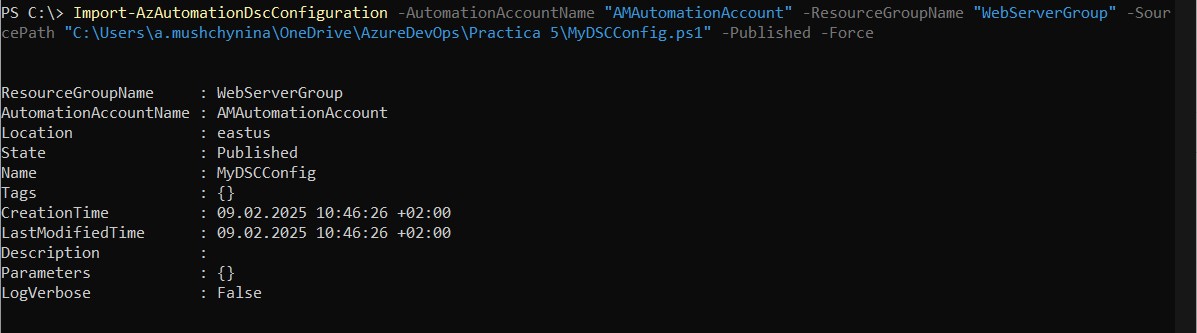 PS C:\> Import-AzAutomationDscConfiguration -AutomationAccountName "AMAutomationAccount" -ResourceGroupName "WebServerGroup" -Sour
cePath "C:\Users\a.mushchynina\OneDrive\AzureDevOps\Practica 5\MyDSCConfig.ps1" -Published -Force
ResourceGroupName     : WebServerGroup
AutomationAccountName : AMAutomationAccount
Location              : eastus
State                 : Published
Name                  : MyDSCConfig
Tags                  : {}
CreationTime          : 09.02.2025 10:46:26 +02:00
LastModifiedTime      : 09.02.2025 10:46:26 +02:00
Description           :
Parameters            : {}
LogVerbose            : False